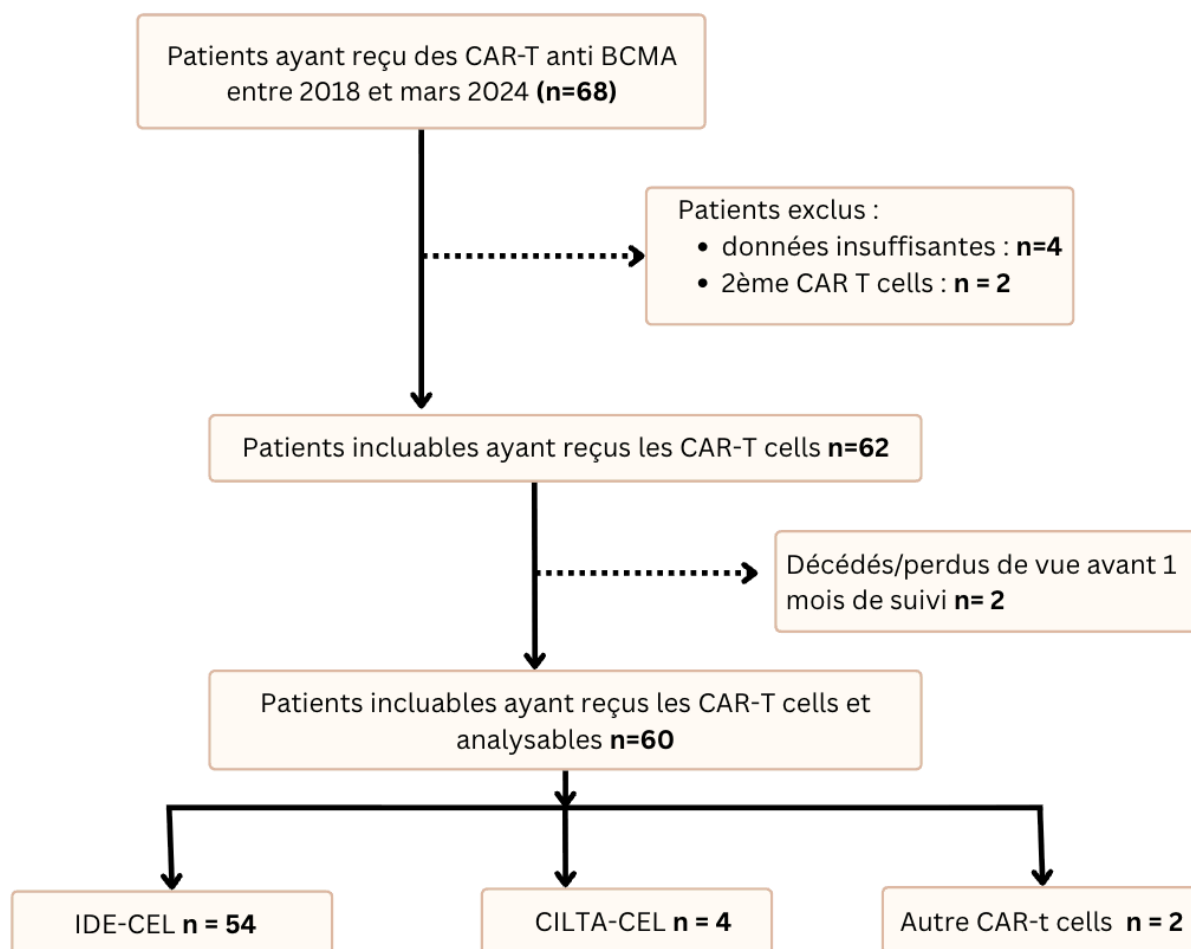 Patients ayant reçu des CAR-T anti BCMA
entre 2018 et mars 2024 (n=68)
Patients exclus :
• données insuffisantes : n=4
• 2ème CAR T cells : n = 2
Patients incluables ayant reçus les CAR-T cells n=62
Décédés/perdus de vue avant 1
mois de suivi n= 2
Patients incluables ayant reçus les CAR-T cells et
analysables n=60
IDE-CEL n = 54
CILTA-CEL n = 4
Autre CAR-t cells n = 2